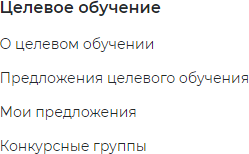 Целевое обучение
О целевом обучении
Предложения целевого обучения
Мои предложения
Конкурсные группы